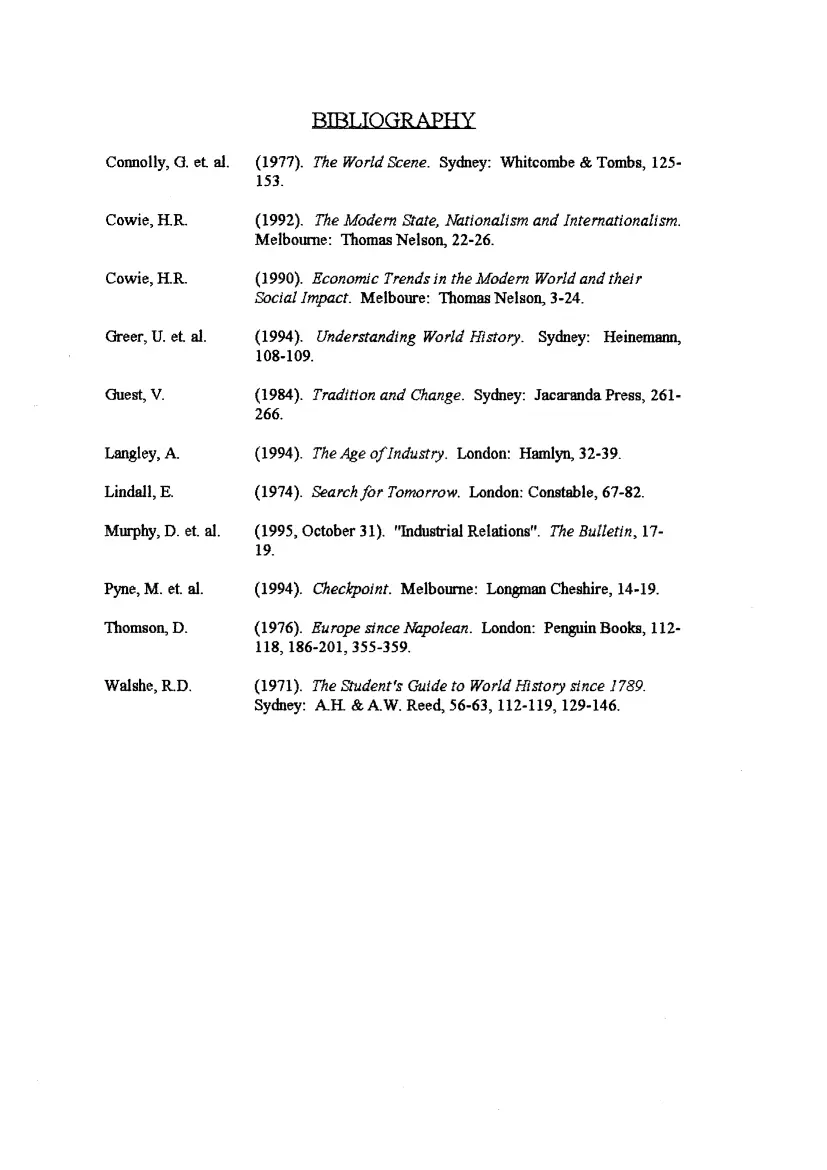 BIBLIOGRAPHY
Connolly, G. et. al. (1977). The World Scene. Sydney: Whitcombe & Tombs, 125-
153.
Cowie, H.R. (1992). The Modern State, Nationalism and Internationalism.
Melbourne: Thomas Nelson, 22-26.
Cowie, H.R. (1990). Economic Trends in the Modern World and their
Social Impact. Melboure: Thomas Nelson, 3-24.
Greer, U. et. al. (1994). Understanding World History. Sydney: Heinemann,
108-109.
Guest, V. (1984). Tradition and Change. Sydney: Jacaranda Press, 261-
266.
Langley, A. (1994). The Age of Industry. London: Hamlyn, 32-39.
Lindall, E. (1974). Search for Tomorrow. London: Constable, 67-82.
Murphy, D. et. al. (1995, October 31). "Industrial Relations". The Bulletin, 17-
19.
Pyne, M. et. al. (1994). Checkpoint. Melbourne: Longman Cheshire, 14-19.
Thomson, D. (1976). Europe since Napolean. London: Penguin Books, 112-
118, 186-201, 355-359.
Walshe, R.D. (1971). The Student's Guide to World History since 1789.
Sydney: A.H. & A.W. Reed, 56-63, 112-119, 129-146.